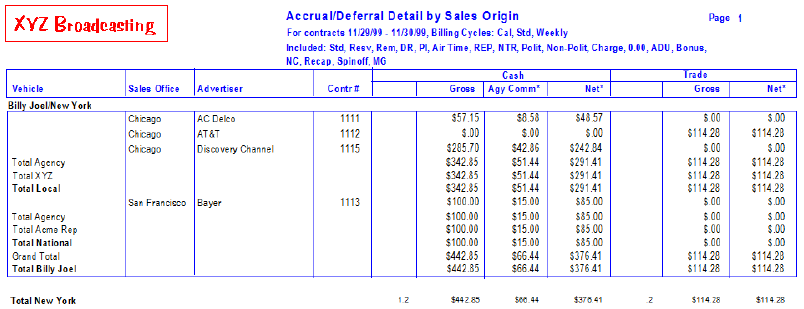 XYZ Broadcasting
Accrual/Deferral Detail by Sales Origin
Page 1
For contracts 11/29/99 - 11/30/99, Billing Cycles: Cal, Std, Weekly
Included: Std, Resv, Rem, DR, PI, Air Time, REP, NTR, Polit, Non-Polit, Charge, 0.00, ADU, Bonus,
NC, Recap, Spinoff, MG
Cash Trade
Vehicle Sales Office Advertiser Contr # Gross Agy Comm* Net* Gross Net*
Billy Joel/New York
Chicago AC Delco 1111 $57.15 $8.58 $48.57 $.00 $.00
Chicago AT&T 1112 $.00 $.00 $.00 $114.28 $114.28
Chicago Discovery Channel 1115 $285.70 $42.86 $242.84 $.00 $.00
Total Agency $342.85 $51.44 $291.41 $114.28 $114.28
Total XYZ $342.85 $51.44 $291.41 $114.28 $114.28
Total Local $342.85 $51.44 $291.41 $114.28 $114.28
San Francisco Bayer 1113 $100.00 $15.00 $85.00 $.00 $.00
Total Agency $100.00 $15.00 $85.00 $.00 $.00
Total Acme Rep $100.00 $15.00 $85.00 $.00 $.00
Total National $100.00 $15.00 $85.00 $.00 $.00
Grand Total $442.85 $66.44 $376.41 $114.28 $114.28
Total Billy Joel $442.85 $66.44 $376.41 $114.28 $114.28
Total New York 1.2 $442.85 $66.44 $376.41 .2 $114.28 $114.28